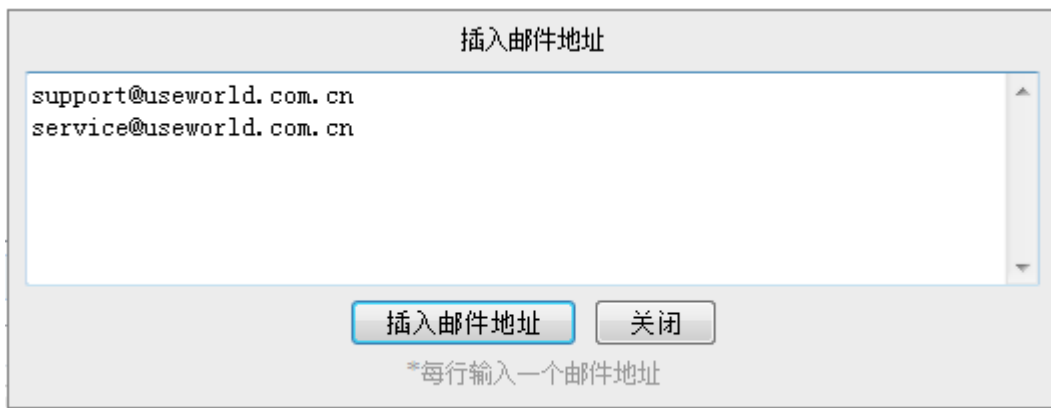 插入邮件地址
support@useworld.com.cn
service@useworld.com.cn
插入邮件地址 关闭
*每行输入一个邮件地址